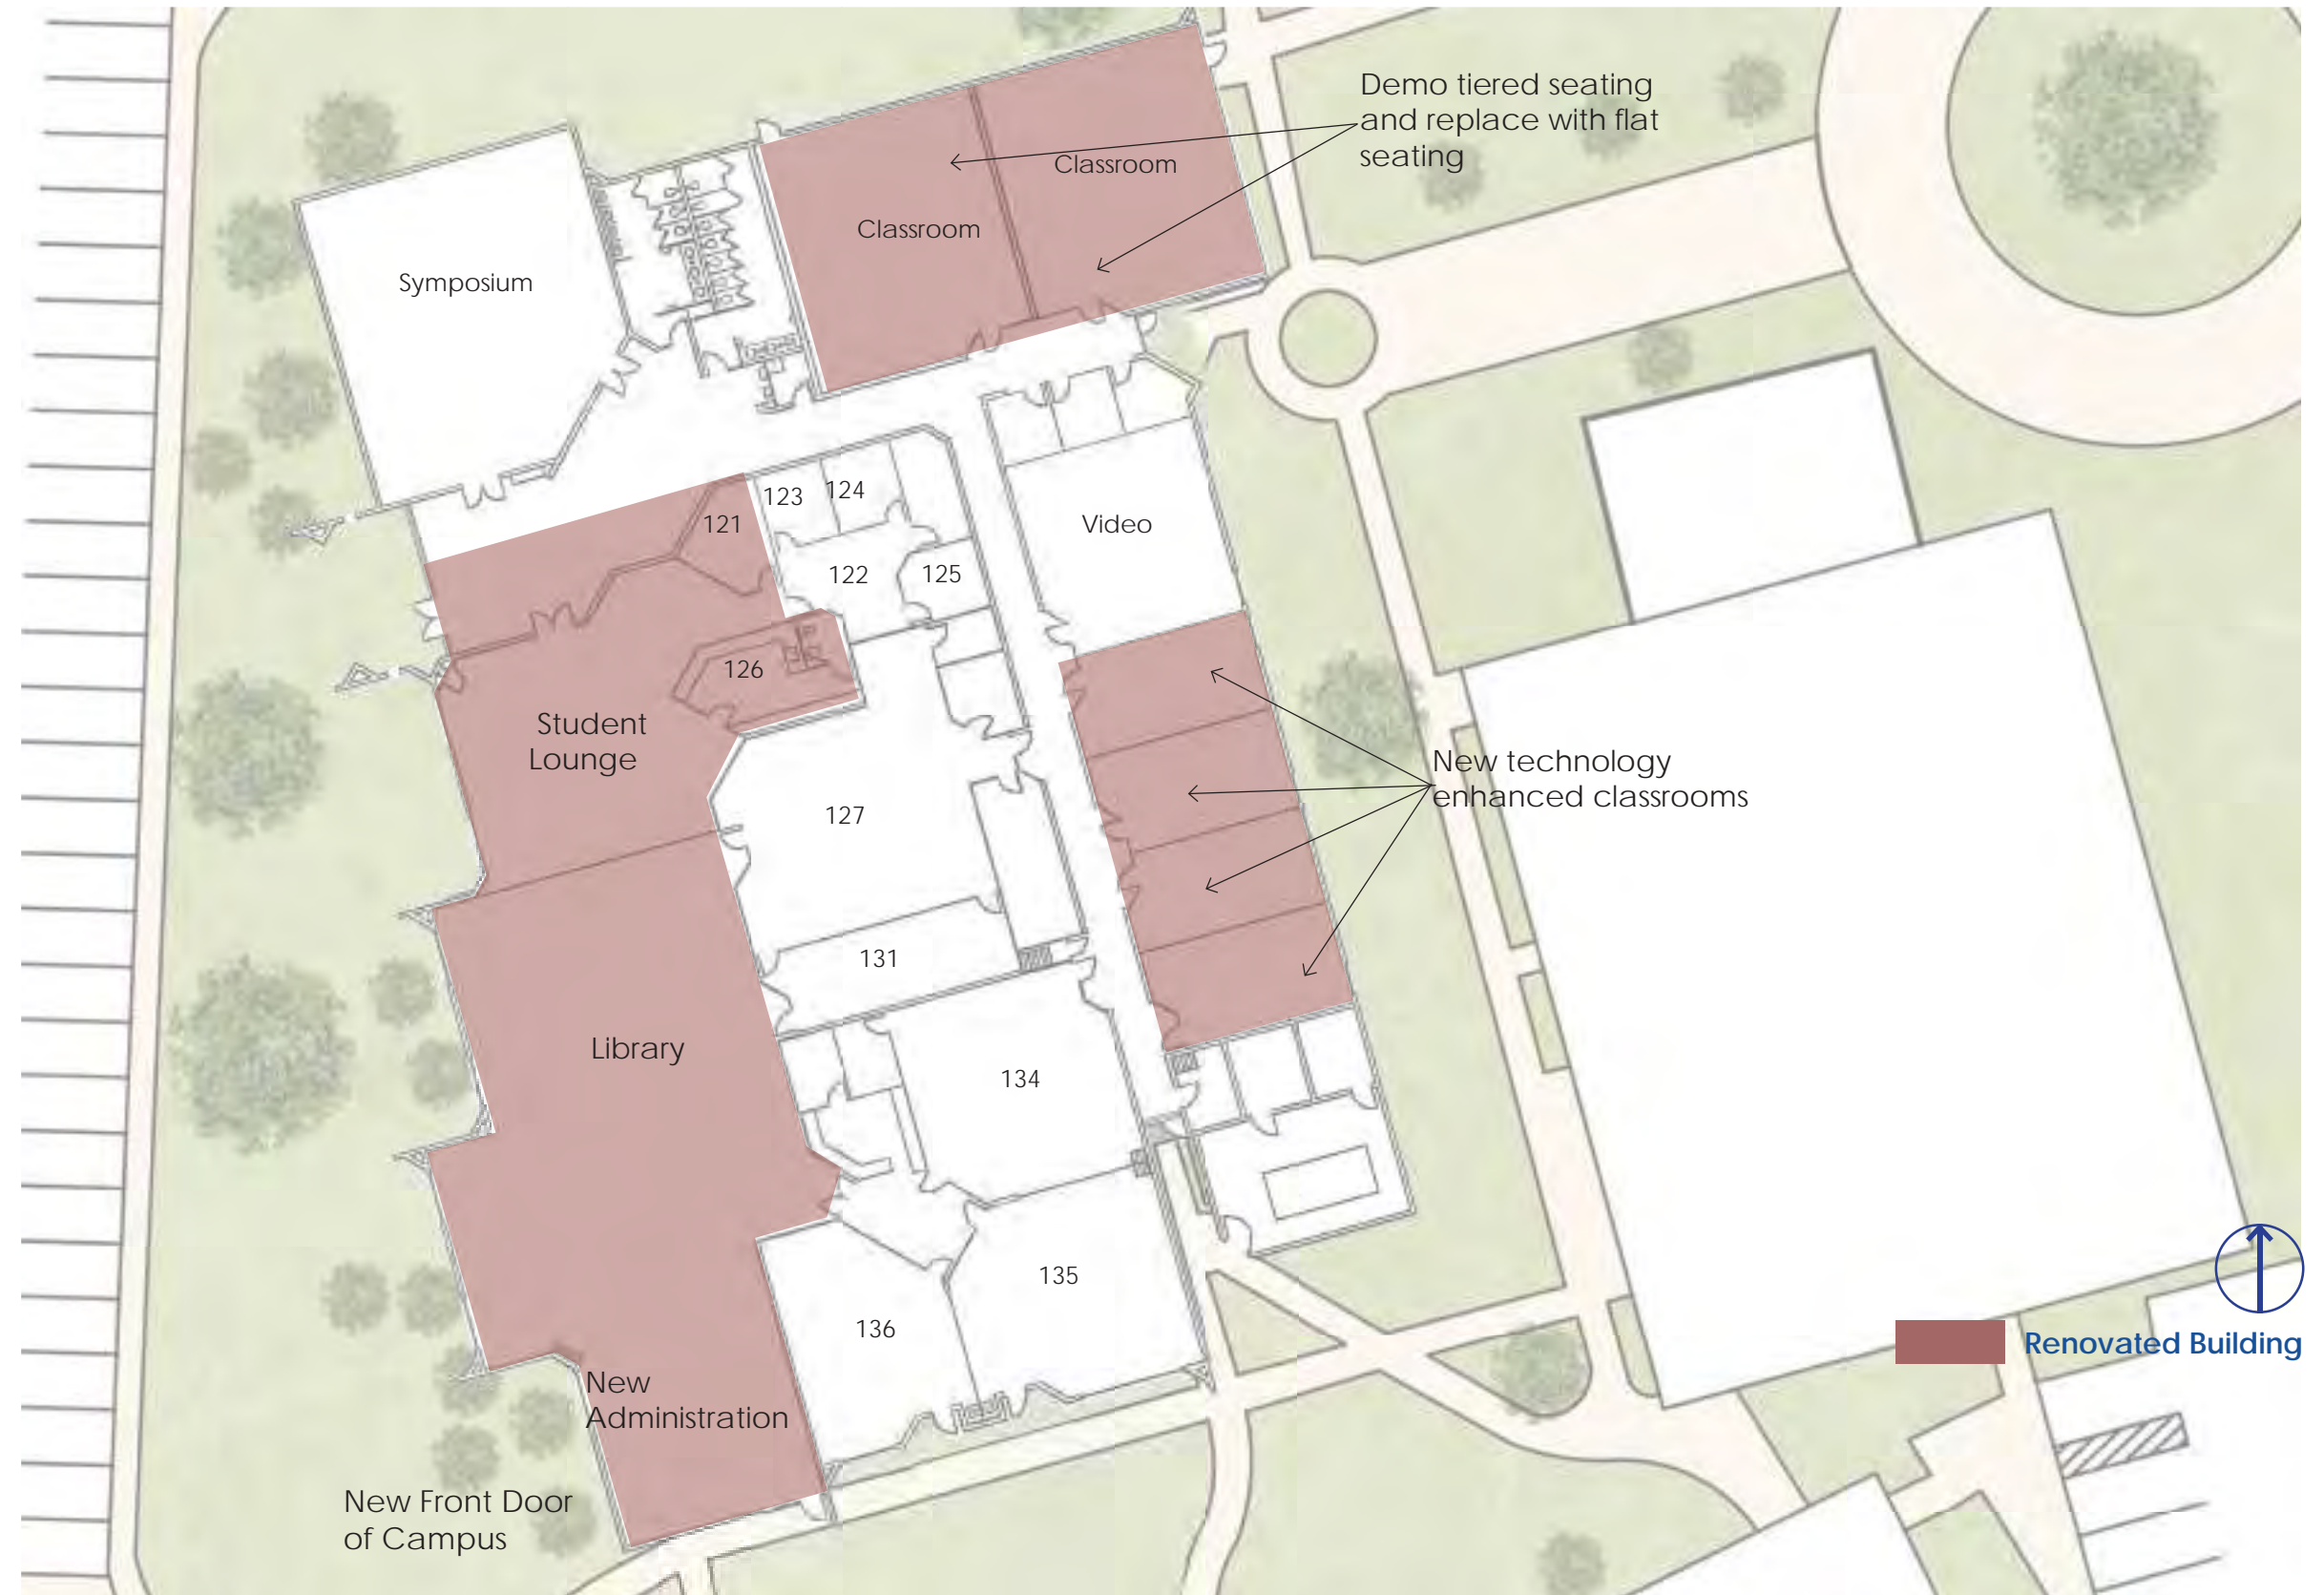 Demo tiered seating
and replace with flat
seating
Classroom
Classroom
Symposium
123
124
121
Video
122
125
126
Student
Lounge
New technology
enhanced classrooms
127
131
Library
134
135
136
Renovated Building
New
Administration
New Front Door
of Campus